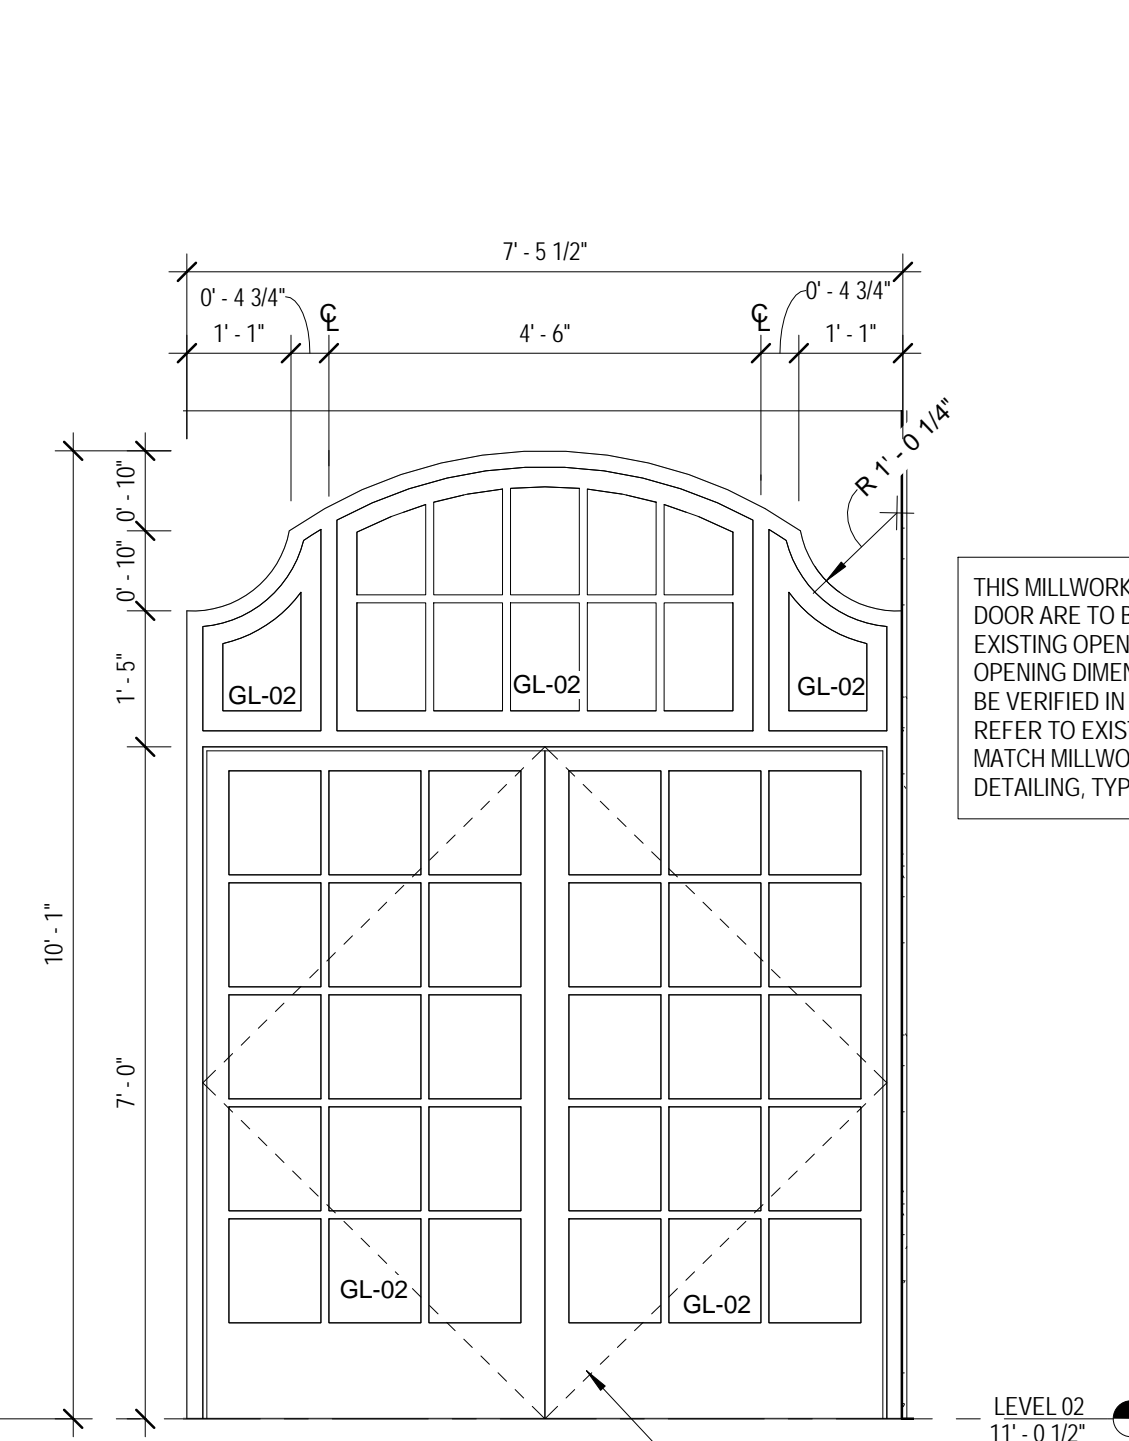 7' - 5 1/2"
0' - 4 3/4"
0' - 4 3/4"
℄
℄
1' - 1"
4' - 6"
1' - 1"
R 1' - 0 1/4"
0' - 10"
0' - 10"
1' - 5"
10' - 1"
7' - 0"
GL-02
GL-02
GL-02
GL-02
GL-02
THIS MILLWORK
DOOR ARE TO B
EXISTING OPEN
OPENING DIMEN
BE VERIFIED IN
REFER TO EXIST
MATCH MILLWO
DETAILING, TYP
LEVEL 02
11' - 0 1/2"